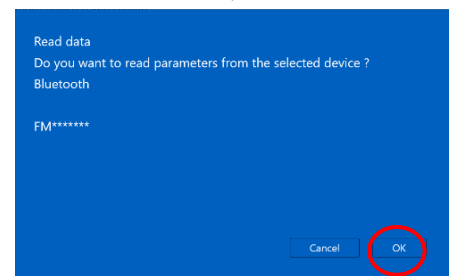 Read data
Do you want to read parameters from the selected device ?
Bluetooth
FM*******
Cancel OK